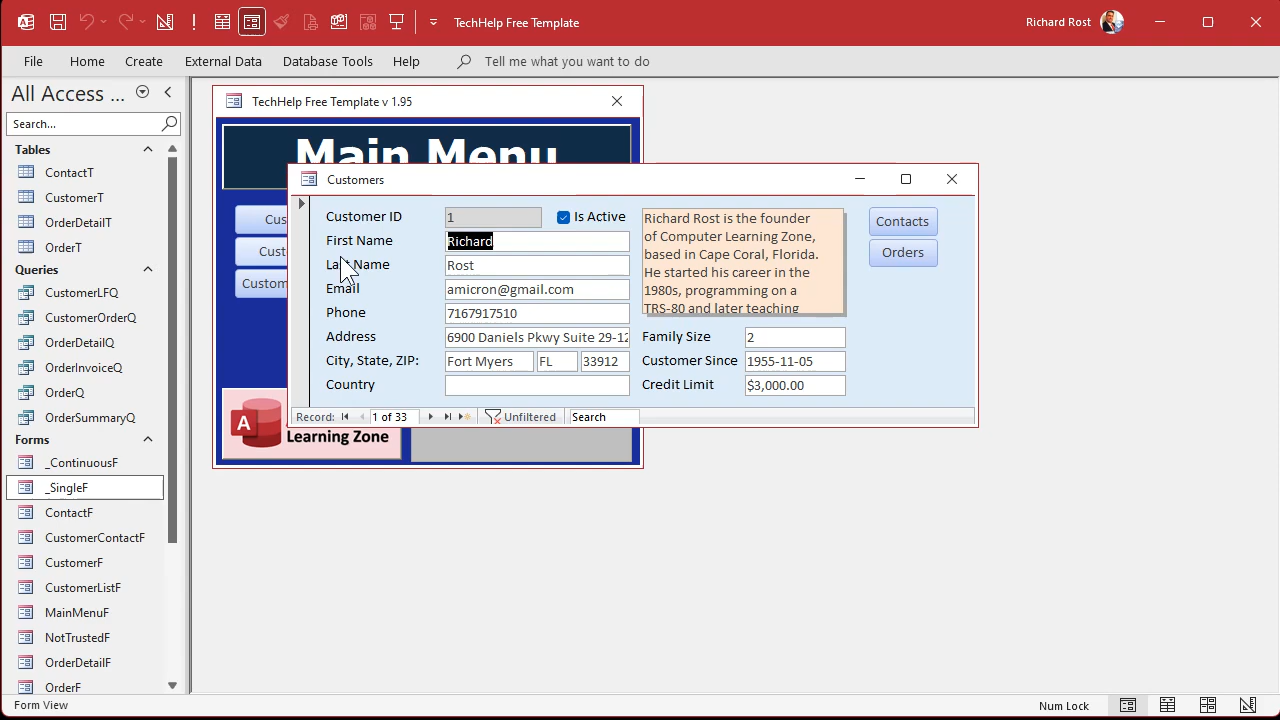 TechHelp Free Template
Richard Rost
File
Home
Create
External Data
Database Tools
Help
Tell me what you want to do
All Access ...
Search...
Tables
ContactT
CustomerT
OrderDetailT
OrderT
Queries
CustomerLFQ
CustomerOrderQ
OrderDetailQ
OrderInvoiceQ
OrderQ
OrderSummaryQ
Forms
_ContinuousF
_SingleF
ContactF
CustomerContactF
CustomerF
CustomerListF
MainMenuF
NotTrustedF
OrderDetailF
OrderF
TechHelp Free Template v 1.95
Main Menu
Cus
Cust
Custom
A
Learning Zone
Customers
Customer ID
1
Is Active
First Name
Richard
Last Name
Rost
Email
amicron@gmail.com
Phone
7167917510
Address
6900 Daniels Pkwy Suite 29-12
City, State, ZIP:
Fort Myers
FL
33912
Country
Richard Rost is the founder
of Computer Learning Zone,
based in Cape Coral, Florida.
He started his career in the
1980s, programming on a
TRS-80 and later teaching
Family Size
2
Customer Since
1955-11-05
Credit Limit
$3,000.00
Contacts
Orders
Record:
1 of 33
Unfiltered
Search
Form View
Num Lock